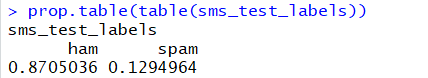 > prop.table(table(sms_test_labels))
sms_test_labels
      ham      spam
0.8705036 0.1294964